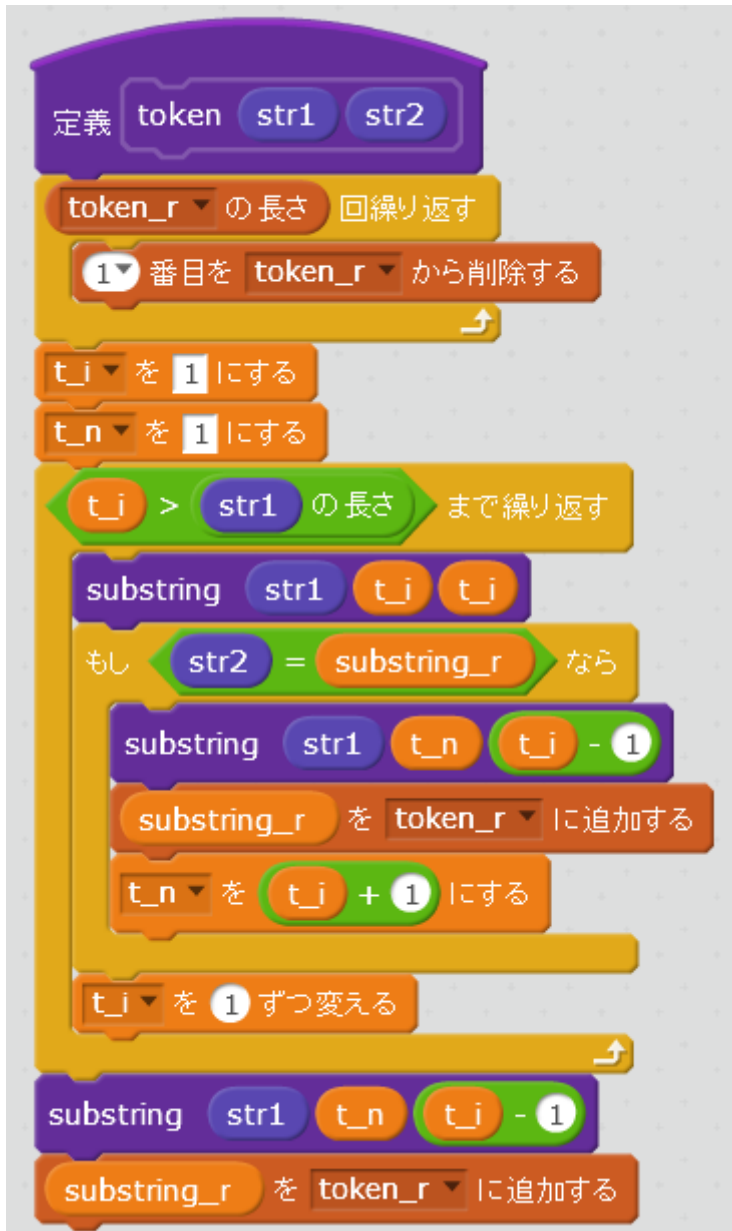 定義 token str1 str2
token_r の長さ 回繰り返す
1 番目を token_r から削除する
t_i を 1 にする
t_n を 1 にする
t_i > str1 の長さ まで繰り返す
substring str1 t_i t_i
もし str2 = substring_r なら
substring str1 t_n t_i - 1
substring_r を token_r に追加する
t_n を t_i + 1 にする
t_i を 1 ずつ変える
substring str1 t_n t_i - 1
substring_r を token_r に追加する